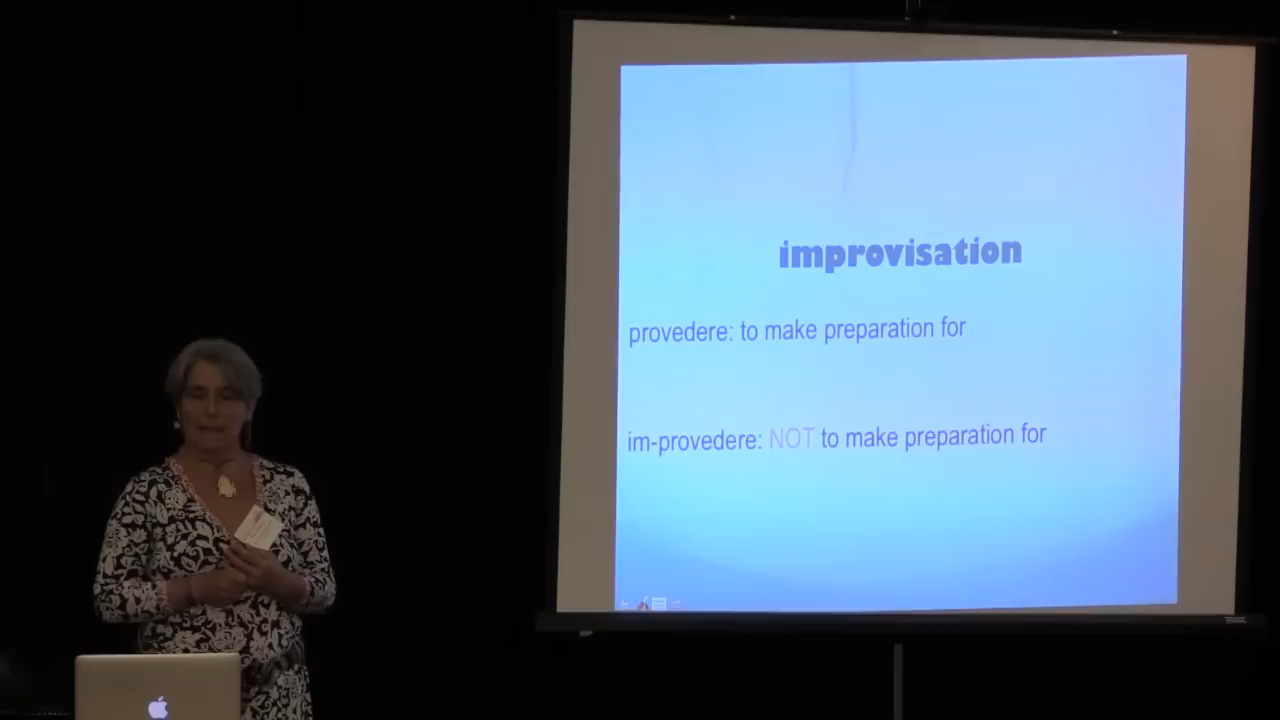 improvisation
provedere: to make preparation for
im-provedere: NOT to make preparation for